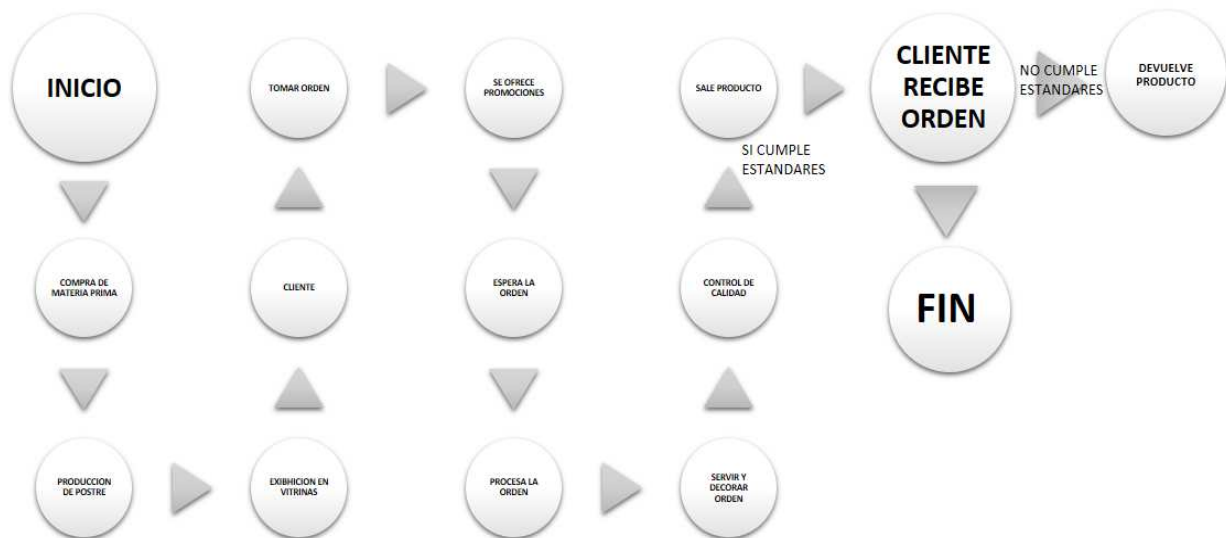 INICIO
COMPRA DE
MATERIA PRIMA
PRODUCCION
DE POSTRE
EXIBHICION EN
VITRINAS
CLIENTE
TOMAR ORDEN
SE OFRECE
PROMOCIONES
ESPERA LA
ORDEN
PROCESA LA
ORDEN
SERVIR Y
DECORAR
ORDEN
CONTROL DE
CALIDAD
SI CUMPLE
ESTANDARES
SALE PRODUCTO
CLIENTE
RECIBE
ORDEN
NO CUMPLE
ESTANDARES
DEVUELVE
PRODUCTO
FIN